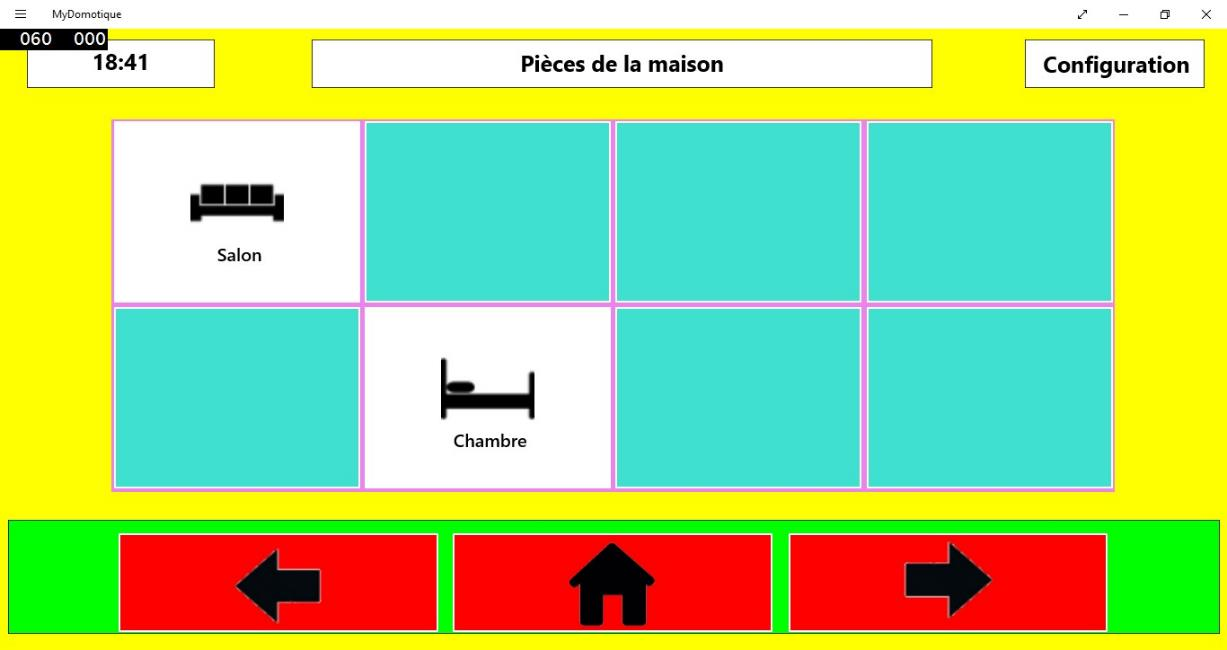 MyDomotique
060 000
18:41
Pièces de la maison
Configuration
Salon
Chambre